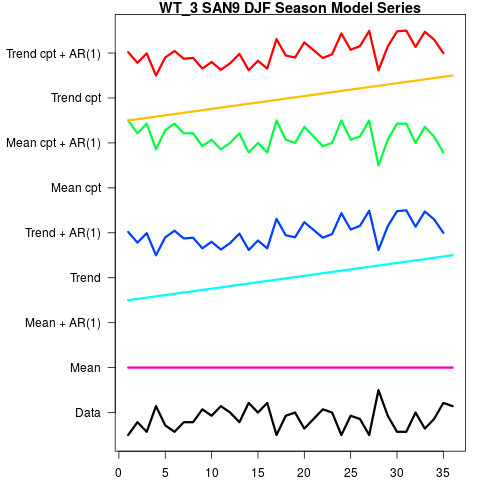 WT_3 SAN9 DJF Season Model Series
Trend cpt + AR(1)
Trend cpt
Mean cpt + AR(1)
Mean cpt
Trend + AR(1)
Trend
Mean + AR(1)
Mean
Data
0 5 10 15 20 25 30 35